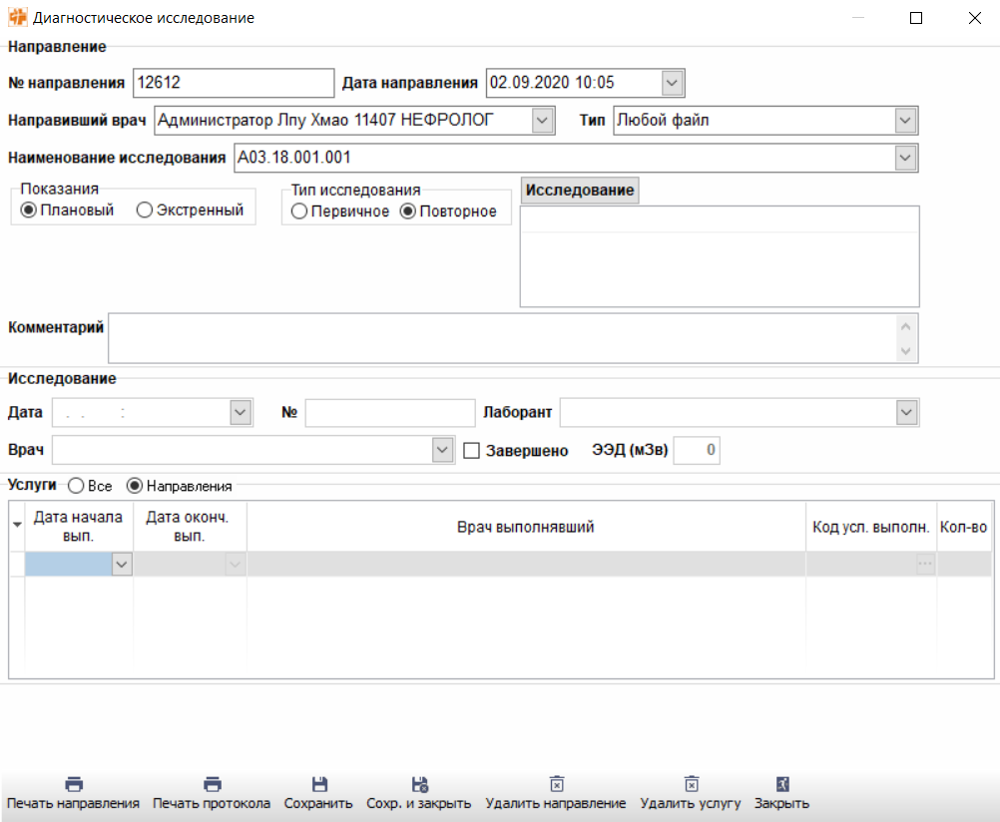 Диагностическое исследование
Направление
№ направления 12612 Дата направления 02.09.2020 10:05
Направивший врач Администратор Лпу Хмао 11407 НЕФРОЛОГ Тип Любой файл
Наименование исследования A03.18.001.001
Показания Тип исследования Исследование
Плановый Экстренный Первичное Повторное
Комментарий
Исследование
Дата . . : № Лаборант
Врач Завершено ЭЭД (мЗв) 0
Услуги Все Направления
Дата начала вып. Дата оконч. вып. Врач выполнявший Код усл. выполн. Кол-во
Печать направления Печать протокола Сохранить Сохр. и закрыть Удалить направление Удалить услугу Закрыть